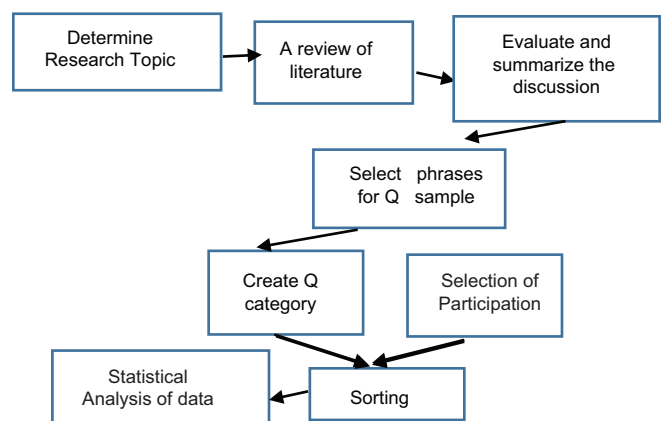 Determine
Research Topic
A review of
literature
Evaluate and
summarize the
discussion
Select phrases
for Q sample
Create Q
category
Selection of
Participation
Sorting
Statistical
Analysis of data